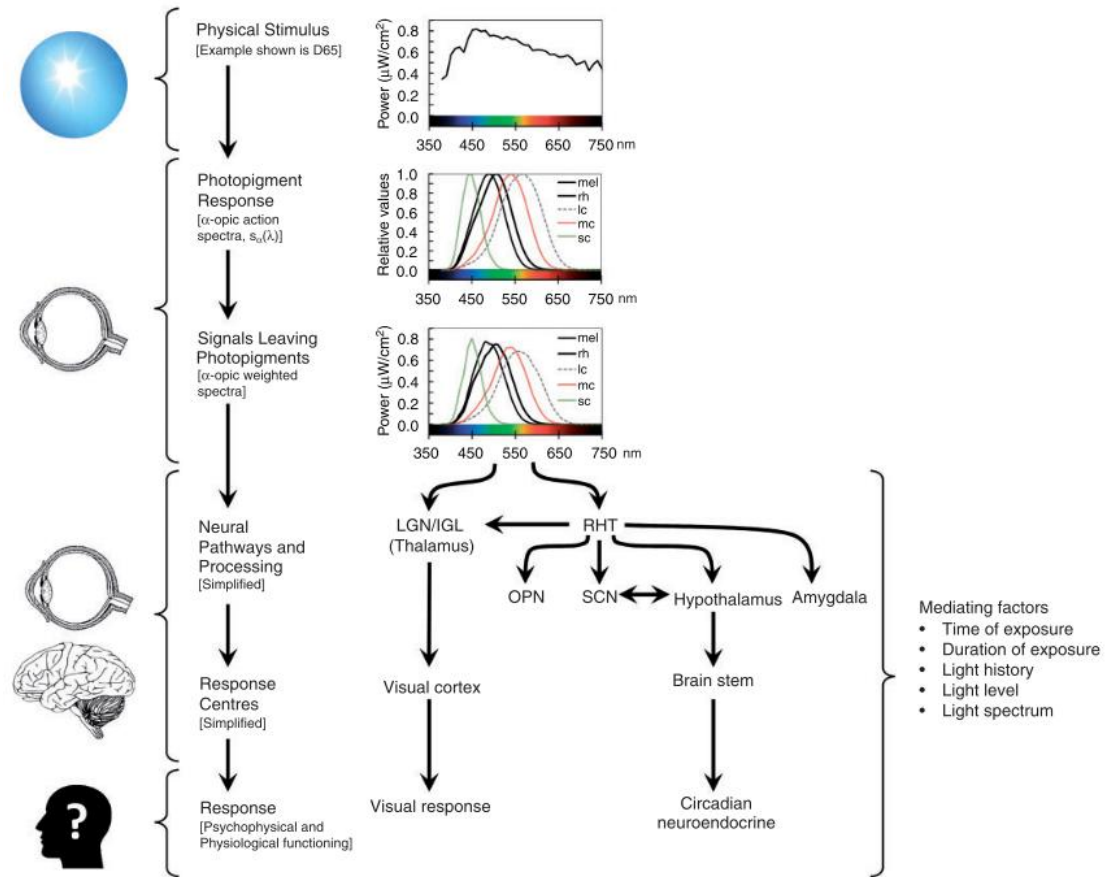 Physical Stimulus
[Example shown is D65]
Power (μW/cm²)
0.8
0.6
0.4
0.2
0.0
350 450 550 650 750 nm
Photopigment
Response
[α-opic action
spectra, sα(λ)]
Relative values
1.0
0.8
0.6
0.4
0.2
0.0
mel
rh
lc
mc
sc
350 450 550 650 750 nm
Signals Leaving
Photopigments
[α-opic weighted
spectra]
Power (μW/cm²)
0.8
0.6
0.4
0.2
0.0
mel
rh
lc
mc
sc
350 450 550 650 750 nm
Neural
Pathways and
Processing
[Simplified]
LGN/IGL
(Thalamus)
RHT
OPN SCN Hypothalamus Amygdala
Response
Centres
[Simplified]
Visual cortex
Brain stem
Response
[Psychophysical and
Physiological functioning]
Visual response
Circadian
neuroendocrine
Mediating factors
• Time of exposure
• Duration of exposure
• Light history
• Light level
• Light spectrum
?